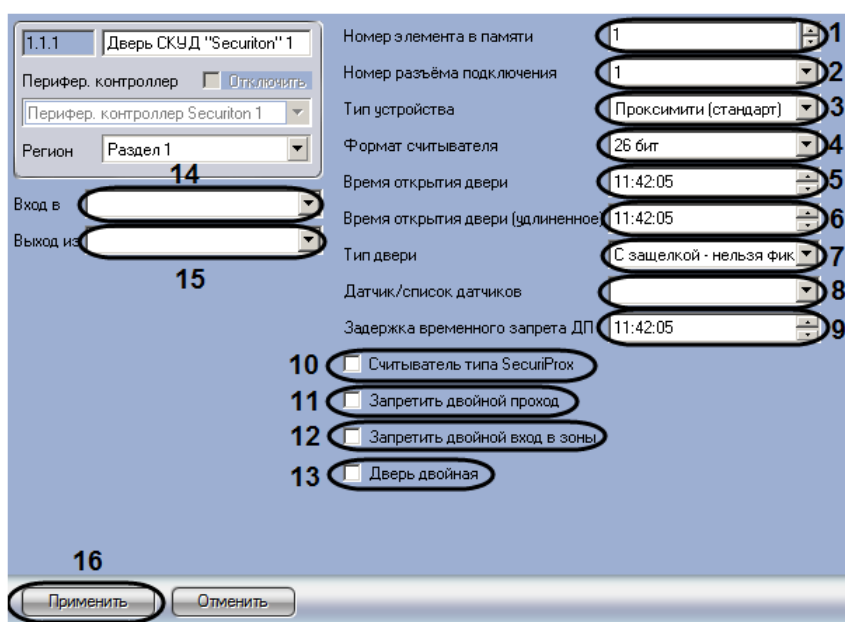 1.1.1 Дверь СКУД "Securiton" 1
Перифер. контроллер Отключить
Перифер. контроллер Securiton 1
Регион Раздел 1
14
Вход в
Выход из
15
Номер элемента в памяти 1 1
Номер разъёма подключения 1 2
Тип устройства Проксимити (стандарт) 3
Формат считывателя 26 бит 4
Время открытия двери 11:42:05 5
Время открытия двери (удлиненное) 11:42:05 6
Тип двери С защелкой - нельзя фик 7
Датчик/список датчиков 8
Задержка временного запрета ДП 11:42:05 9
10 Считыватель типа SecuriProx
11 Запретить двойной проход
12 Запретить двойной вход в зоны
13 Дверь двойная
16
Применить Отменить